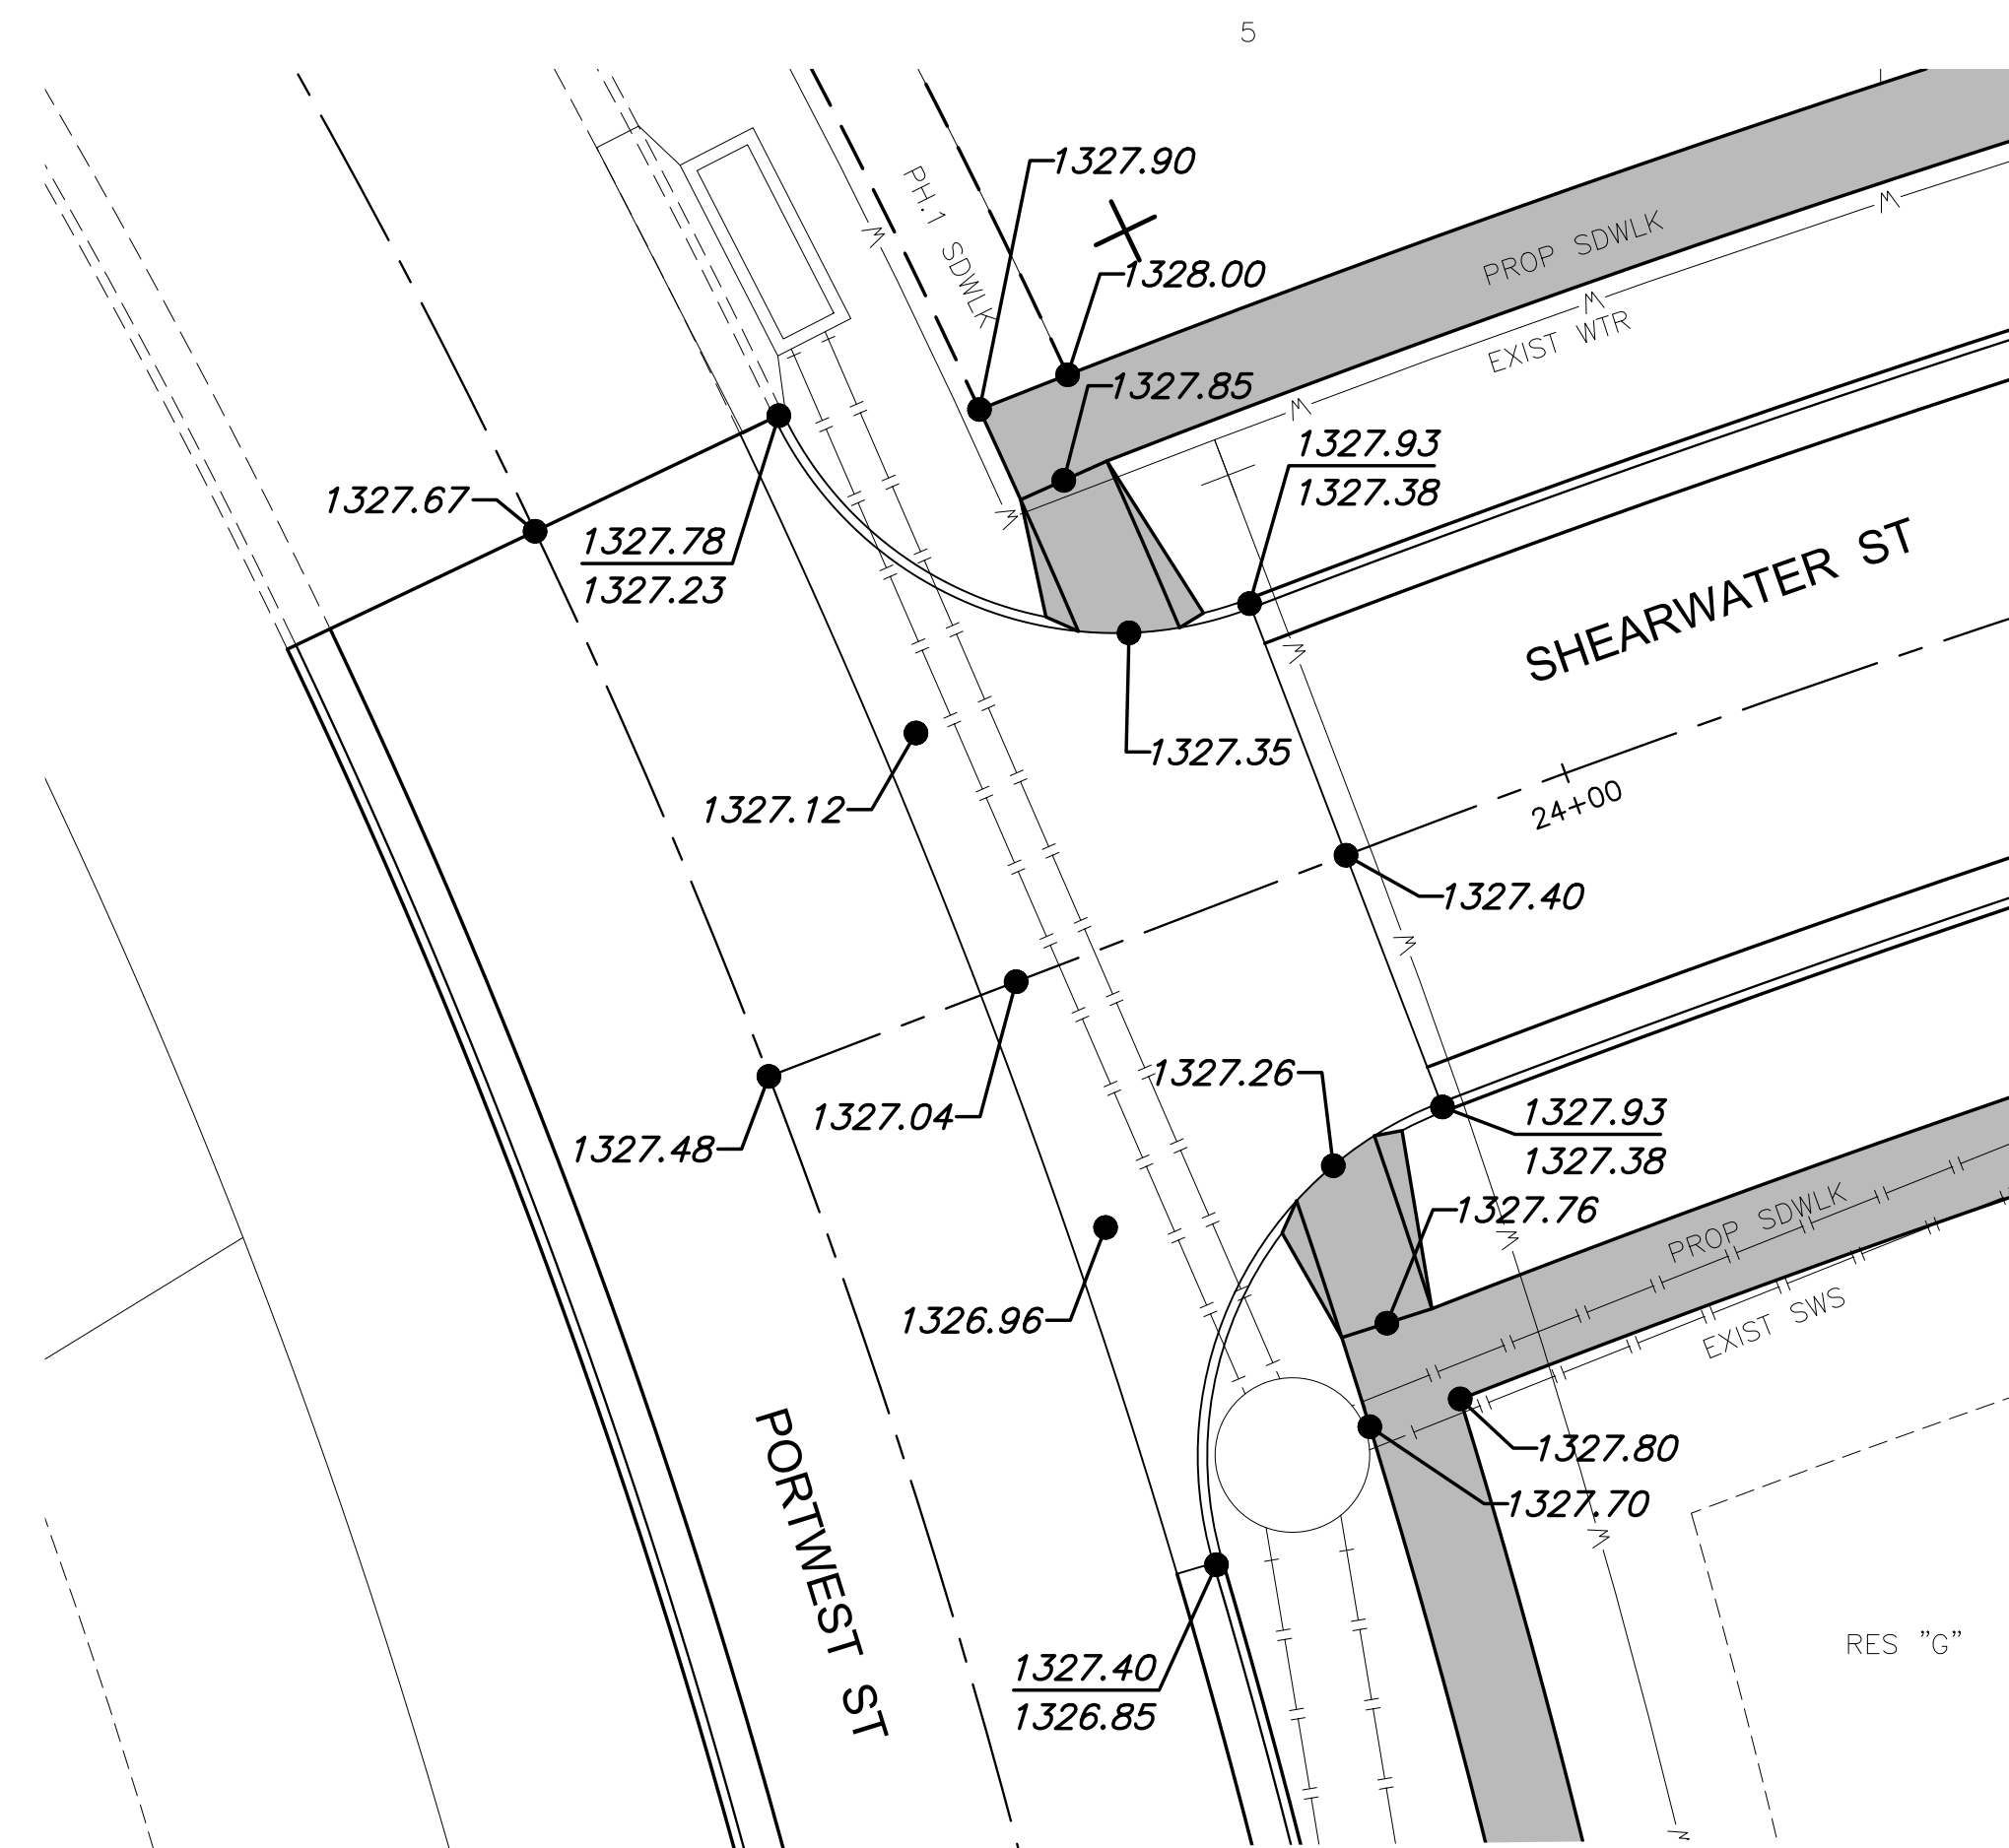 5
1327.90
PH.1 SDWLK
PROP SDWLK
1328.00
EXIST WTR
1327.85
1327.93
1327.38
1327.67
1327.78
1327.23
SHEARWATER ST
1327.35
1327.12
24+00
1327.40
1327.26
1327.04
1327.48
1327.93
1327.38
1327.76
PROP SDWLK
1326.96
EXIST SWS
PORTWEST ST
1327.80
1327.70
RES "G"
1327.40
1326.85
W
W
W
W
W
W
W
W
W
W